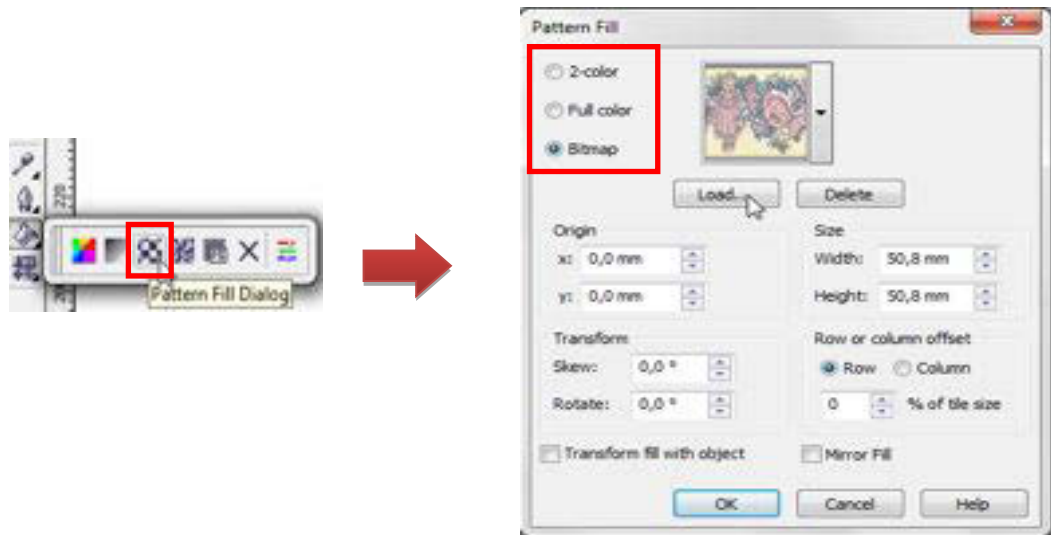 220
Pattern Fill Dialog
Pattern Fill
2-color
Full color
Bitmap
Load...
Delete
Origin
x: 0,0 mm
y: 0,0 mm
Size
Width: 50,8 mm
Height: 50,8 mm
Transform
Skew: 0,0 °
Rotate: 0,0 °
Row or column offset
Row Column
0 % of tile size
Transform fill with object
Mirror Fill
OK
Cancel
Help